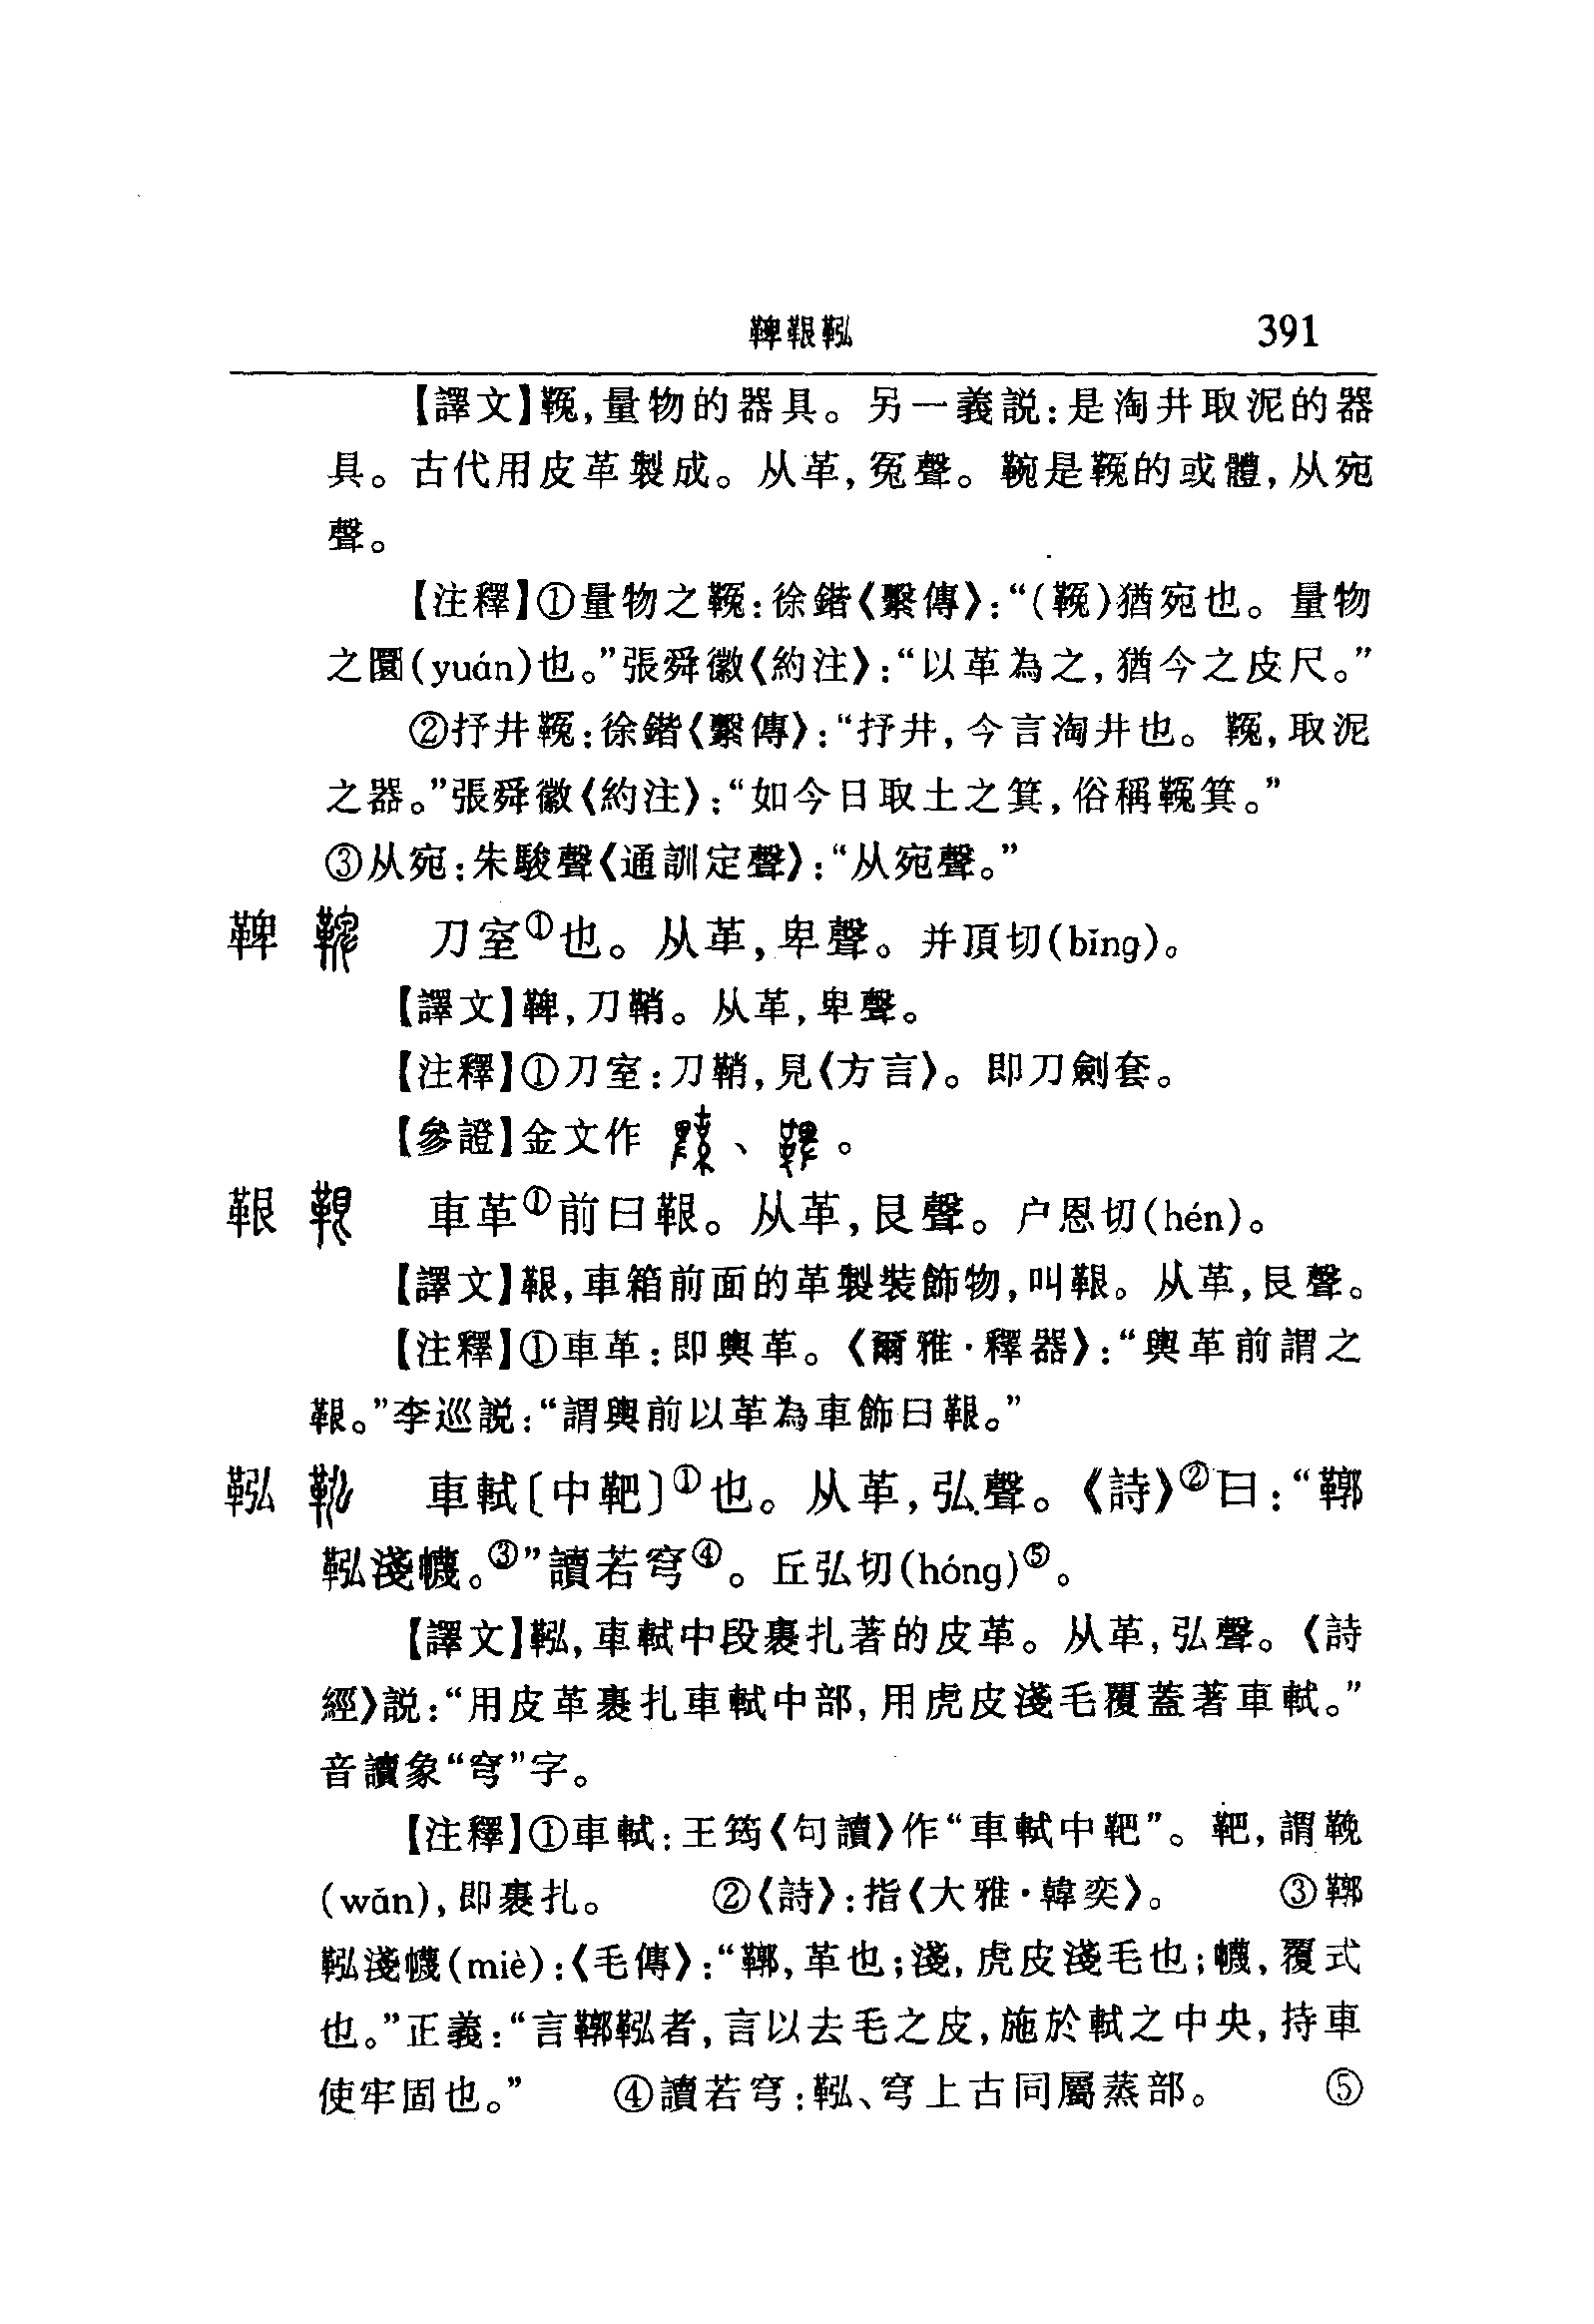 鞞鞎鞃 391
【譯文】䩩,量物的器具。另一義説:是淘井取泥的器
具。古代用皮革製成。从革,冤聲。鞔是䩩的或體,从宛
聲。
【注釋】①量物之䩩:徐鍇《繫傳》:“(䩩)猶宛也。量物
之圜(yuán)也。”張舜徽《約注》:“以革為之,猶今之皮尺。”
②抒井䩩:徐鍇《繫傳》:“抒井,今言淘井也。䩩,取泥
之器。”張舜徽《約注》:“如今日取土之箕,俗稱䩩箕。”
③从宛:朱駿聲《通訓定聲》:“从宛聲。”
鞞 刀室①也。从革,卑聲。并頂切(bǐng)。
【譯文】鞞,刀鞘。从革,卑聲。
【注釋】①刀室:刀鞘,見《方言》。即刀劍套。
【參證】金文作 、 。
鞎 車革①前曰鞎。从革,艮聲。户恩切(hén)。
【譯文】鞎,車箱前面的革製裝飾物,叫鞎。从革,艮聲。
【注釋】①車革:即輿革。《爾雅·釋器》:“輿革前謂之
鞎。”李巡説:“謂輿前以革為車飾曰鞎。”
鞃 車軾〔中靶〕①也。从革,弘聲。《詩》②曰:“鞹
鞃淺幭。③”讀若穹④。丘弘切(hóng)⑤。
【譯文】鞃,車軾中段裹扎著的皮革。从革,弘聲。《詩
經》説:“用皮革裹扎車軾中部,用虎皮淺毛覆蓋著車軾。”
音讀象“穹”字。
【注釋】①車軾:王筠《句讀》作“車軾中靶”。靶,謂鞔
(wǎn),即裹扎。 ②《詩》:指《大雅·韓奕》。 ③鞹
鞃淺幭(miè):《毛傳》:“鞹,革也;淺,虎皮淺毛也;幭,覆式
也。”正義:“言鞹鞃者,言以去毛之皮,施於軾之中央,持車
使牢固也。” ④讀若穹:鞃、穹上古同屬蒸部。 ⑤